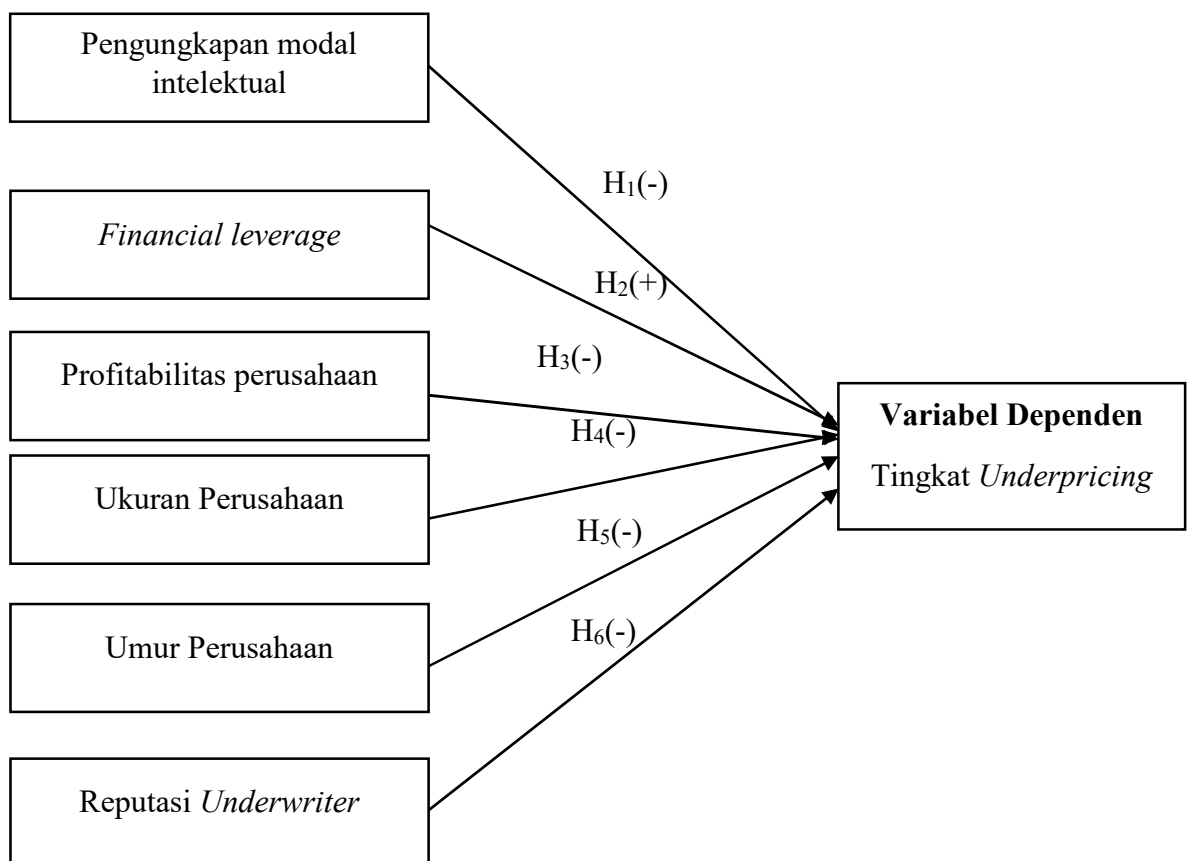 Pengungkapan modal
intelektual
H₁(-)
Financial leverage
H₂(+)
Profitabilitas perusahaan
H₃(-)
Variabel Dependen
Tingkat Underpricing
H₄(-)
Ukuran Perusahaan
H₅(-)
Umur Perusahaan
H₆(-)
Reputasi Underwriter